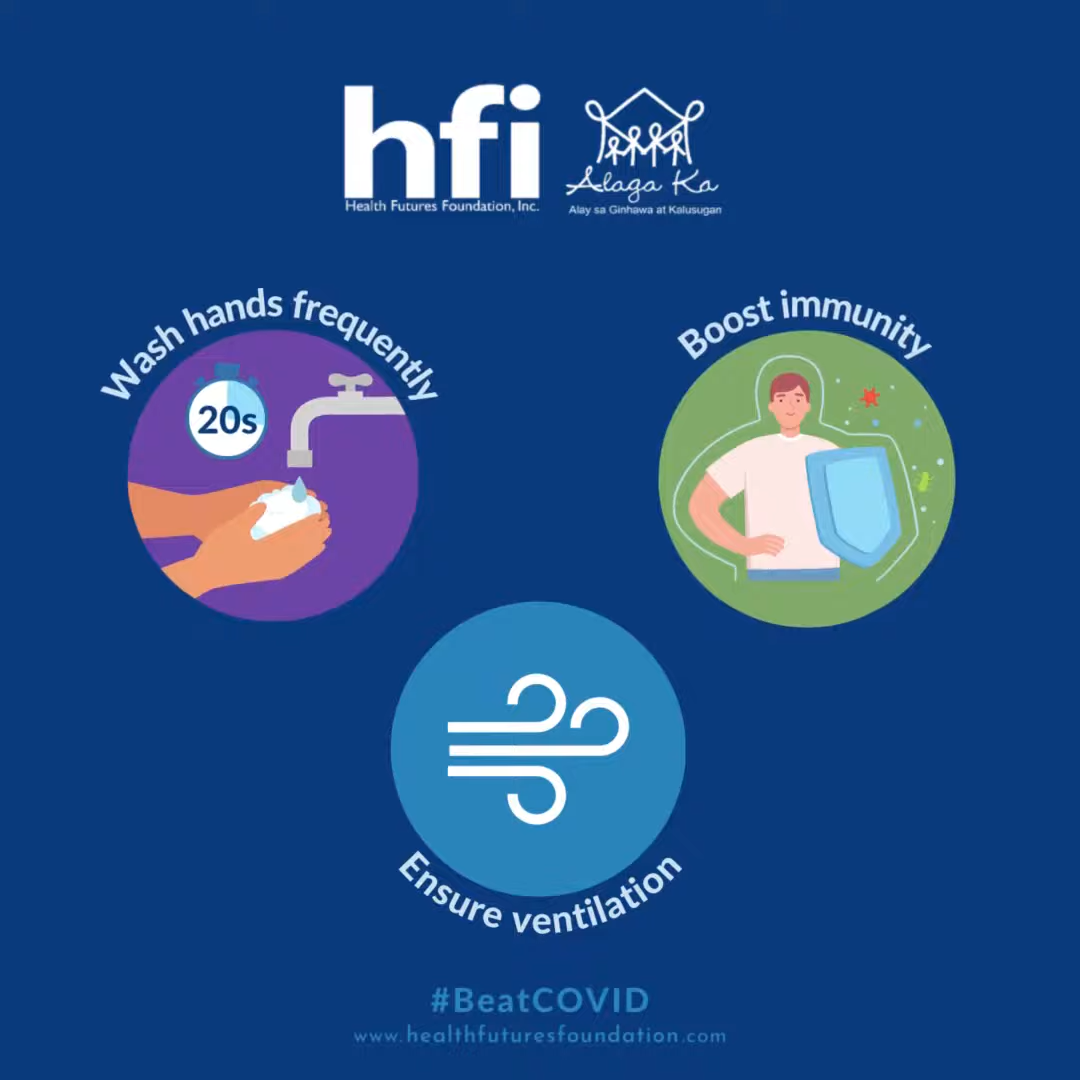 hfi
Health Futures Foundation, Inc.
Alaga Ka
Alay sa Ginhawa at Kalusugan
Wash hands frequently
20s
Boost immunity
Ensure ventilation
#BeatCOVID
www.healthfuturesfoundation.com